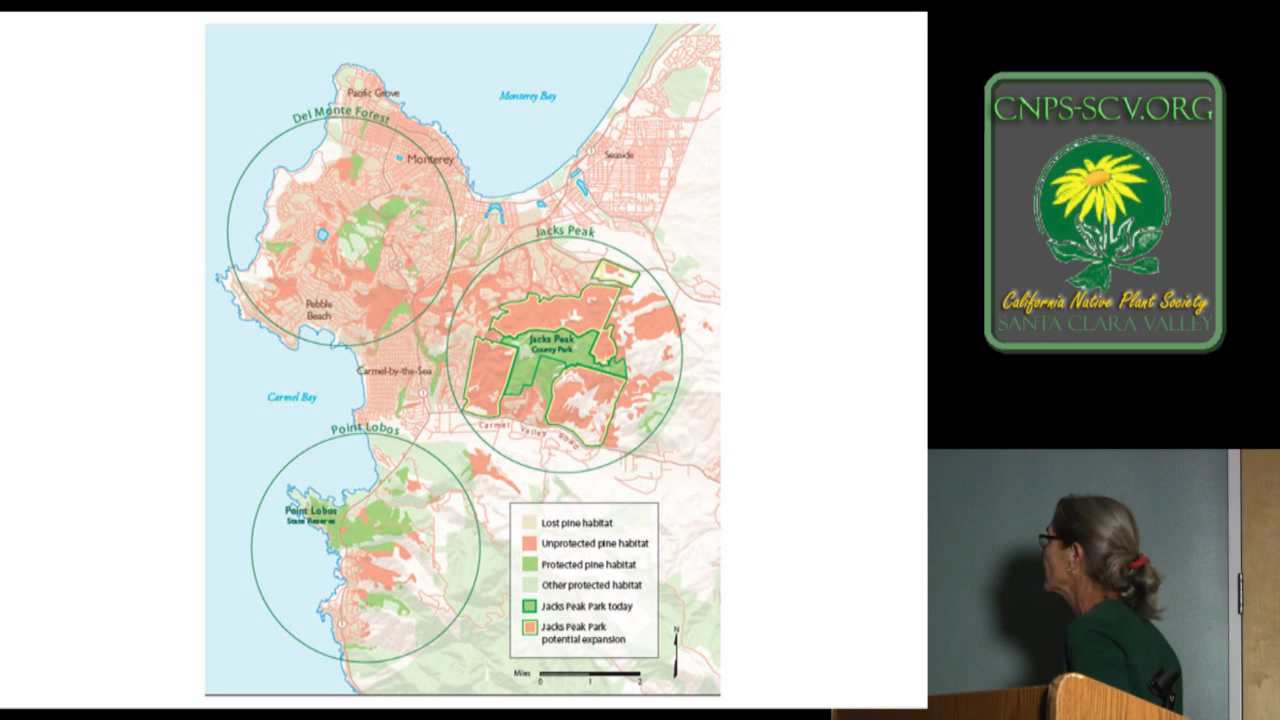 Pacific Grove
Monterey Bay
Del Monte Forest
Monterey
Seaside
Jacks Peak
Pebble
Beach
Jacks Peak
County Park
Carmel-by-the-Sea
1
Carmel Bay
Carmel Valley Road
Point Lobos
Point Lobos
State Reserve
Lost pine habitat
Unprotected pine habitat
Protected pine habitat
Other protected habitat
Jacks Peak Park today
Jacks Peak Park
potential expansion
N
Miles
0 1 2
CNPS-SCV.ORG
California Native Plant Society
SANTA CLARA VALLEY